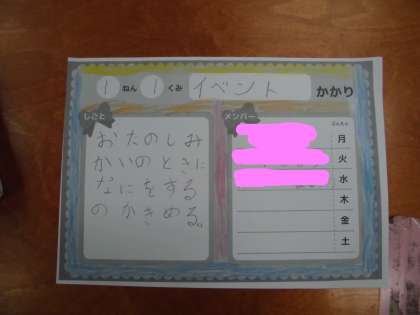 1ねん1くみイベントかかり
しごと
おたのしみ
かいのときに
なにをする
のかきめる。
メンバー
月
火
水
木
金
土